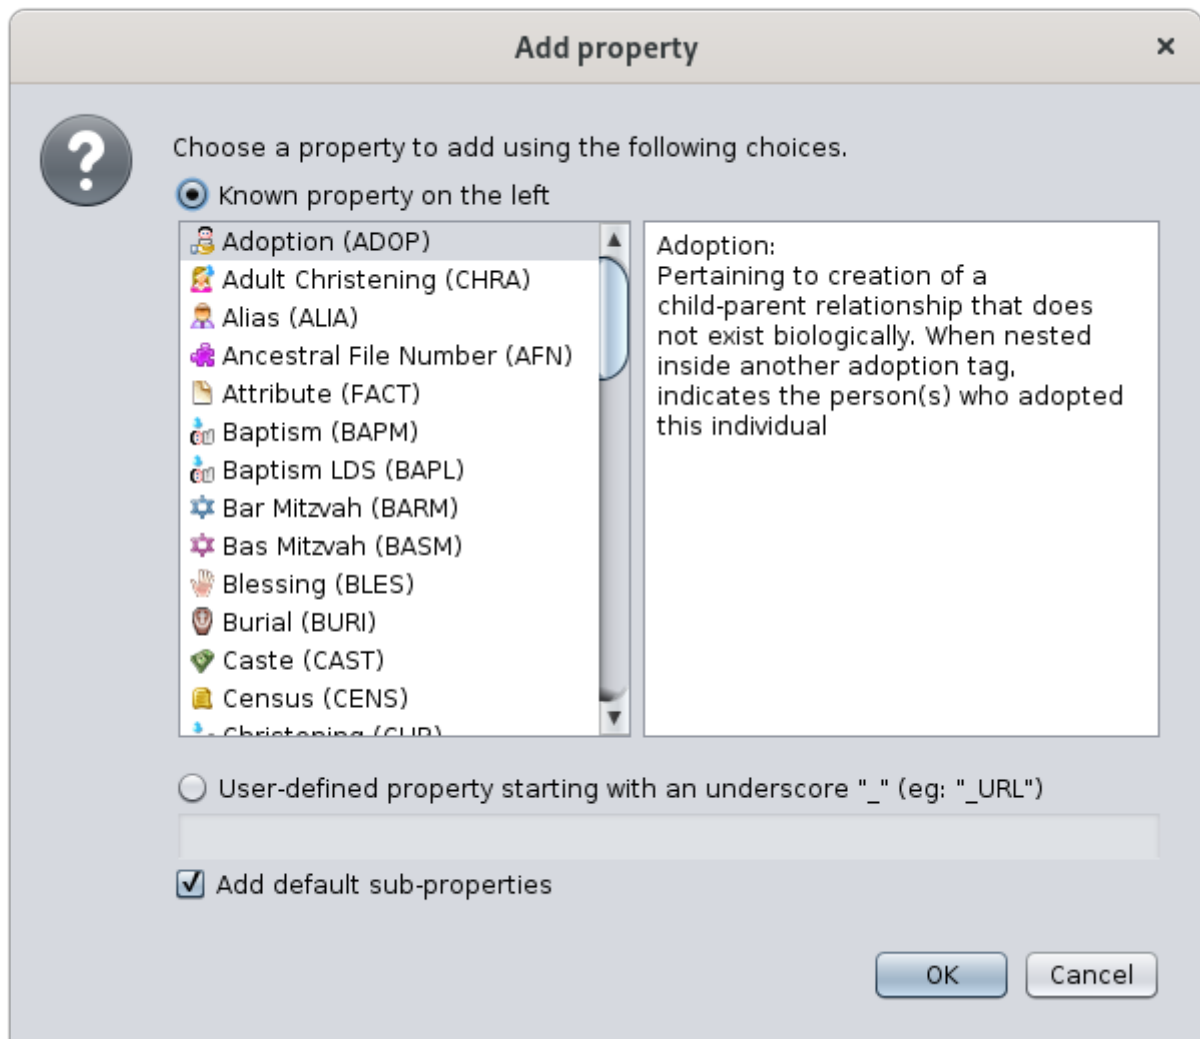 Add property
Choose a property to add using the following choices.
Known property on the left
Adoption (ADOP)
Adult Christening (CHRA)
Alias (ALIA)
Ancestral File Number (AFN)
Attribute (FACT)
Baptism (BAPM)
Baptism LDS (BAPL)
Bar Mitzvah (BARM)
Bas Mitzvah (BASM)
Blessing (BLES)
Burial (BURI)
Caste (CAST)
Census (CENS)
Christening (CHR)
Adoption:
Pertaining to creation of a
child-parent relationship that does
not exist biologically. When nested
inside another adoption tag,
indicates the person(s) who adopted
this individual
User-defined property starting with an underscore "_" (eg: "_URL")
Add default sub-properties
OK
Cancel